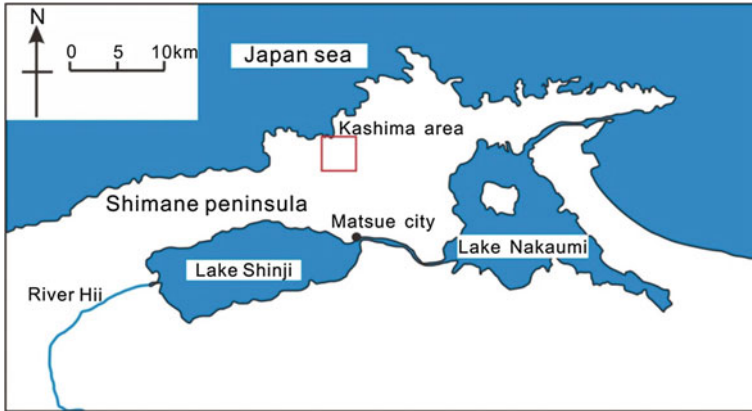 N
0 5 10km
Japan sea
Kashima area
Shimane peninsula
Matsue city
Lake Nakaumi
Lake Shinji
River Hii